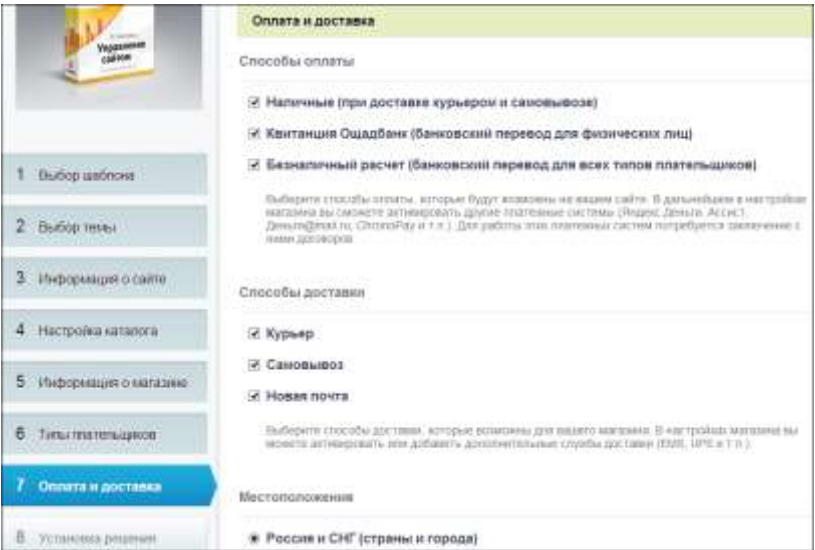 Управление
сайтом
1 Выбор шаблона
2 Выбор темы
3 Информация о сайте
4 Настройка каталога
5 Информация о магазине
6 Типы плательщиков
7 Оплата и доставка
8 Установка решения
Оплата и доставка
Способы оплаты
Наличные (при доставке курьером и самовывозе)
Квитанция Ощадбанк (банковский перевод для физических лиц)
Безналичный расчет (банковский перевод для всех типов плательщиков)
Выберите способы оплаты, которые будут возможны на вашем сайте. В дальнейшем в настройках
магазина вы сможете активировать другие платежные системы (Яндекс.Деньги, Ассист,
Деньги@mail.ru, ChronoPay и т.п.). Для работы этих платежных систем потребуется заключение с
ними договоров.
Способы доставки
Курьер
Самовывоз
Новая почта
Выберите способы доставки, которые возможны для вашего магазина. В настройках магазина вы
можете активировать или добавить дополнительные службы доставки (EMS, UPS и т.п.).
Местоположения
Россия и СНГ (страны и города)